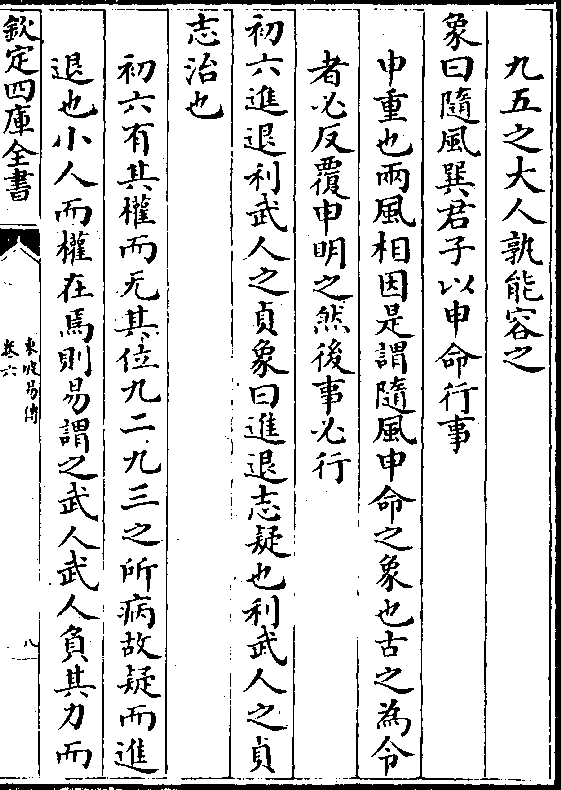 九五之大人孰能容之
象曰隨風巽君子以申命行事
申重也兩風相因是謂隨風申命之象也古之為令
者必反覆申明之然後事必行
初六進退利武人之貞象曰進退志疑也利武人之貞
志治也
初六有其權而无其位九二九三之所病故疑而進
退也小人而權在焉則易謂之武人武人負其力而
欽定四庫全書
東坡易傳
卷六
八